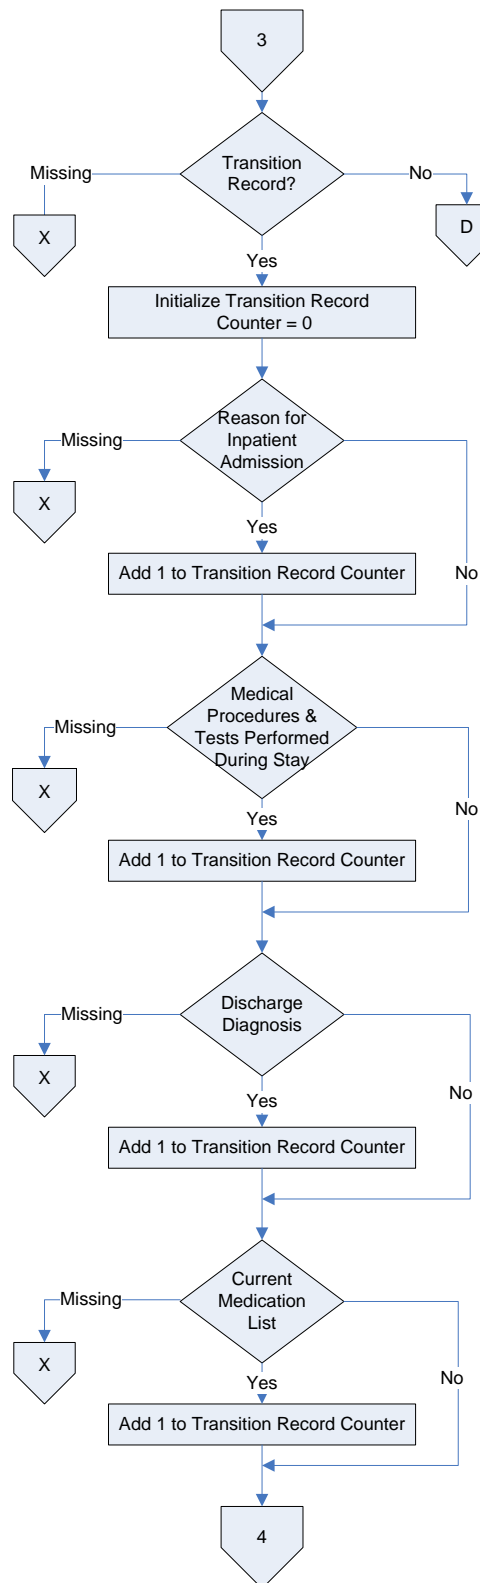 3
Transition
Record?
Missing
No
X
D
Yes
Initialize Transition Record
Counter = 0
Reason for
Inpatient
Admission
Missing
X
Yes
Add 1 to Transition Record Counter
No
Medical
Procedures &
Tests Performed
During Stay
Missing
X
Yes
No
Add 1 to Transition Record Counter
Discharge
Diagnosis
Missing
X
Yes
No
Add 1 to Transition Record Counter
Current
Medication
List
Missing
X
Yes
No
Add 1 to Transition Record Counter
4